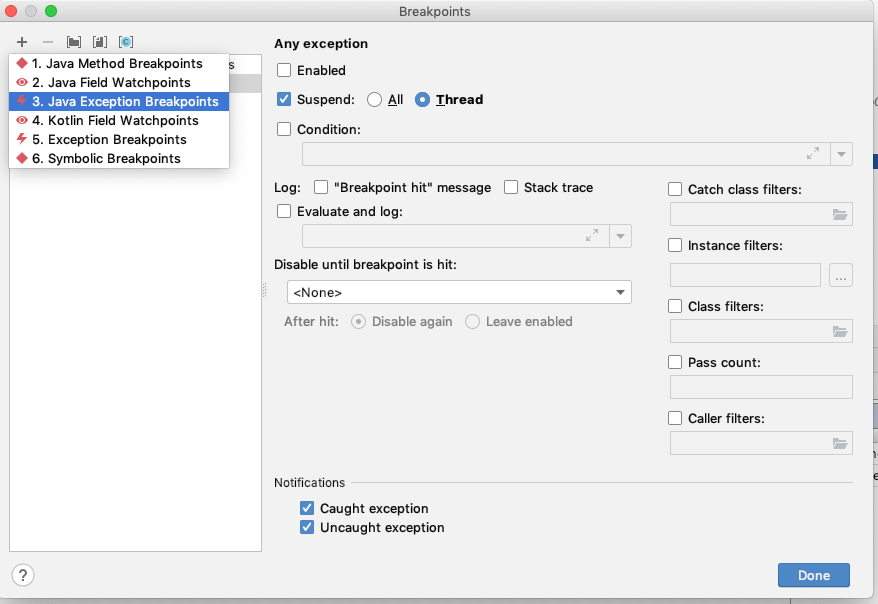 Breakpoints
1. Java Method Breakpoints
2. Java Field Watchpoints
3. Java Exception Breakpoints
4. Kotlin Field Watchpoints
5. Exception Breakpoints
6. Symbolic Breakpoints
Any exception
Enabled
Suspend: All Thread
Condition:
Log: "Breakpoint hit" message Stack trace
Evaluate and log:
Disable until breakpoint is hit:
<None>
After hit: Disable again Leave enabled
Catch class filters:
Instance filters:
...
Class filters:
Pass count:
Caller filters:
Notifications
Caught exception
Uncaught exception
?
Done